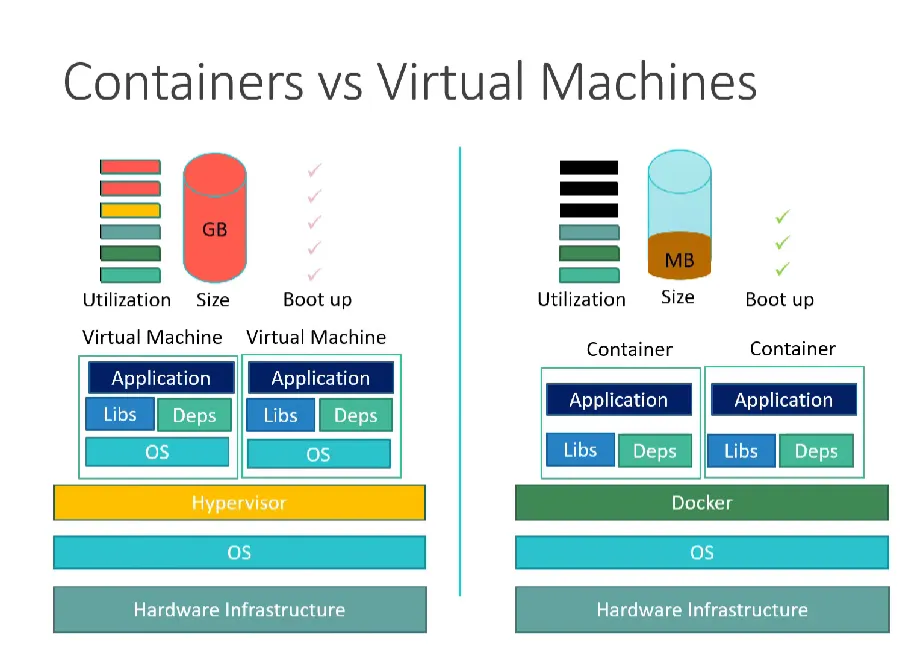 Containers vs Virtual Machines
GB
Utilization Size Boot up
Virtual Machine Virtual Machine
Application Application
Libs Deps Libs Deps
OS OS
Hypervisor
OS
Hardware Infrastructure
MB
Utilization Size Boot up
Container Container
Application Application
Libs Deps Libs Deps
Docker
OS
Hardware Infrastructure